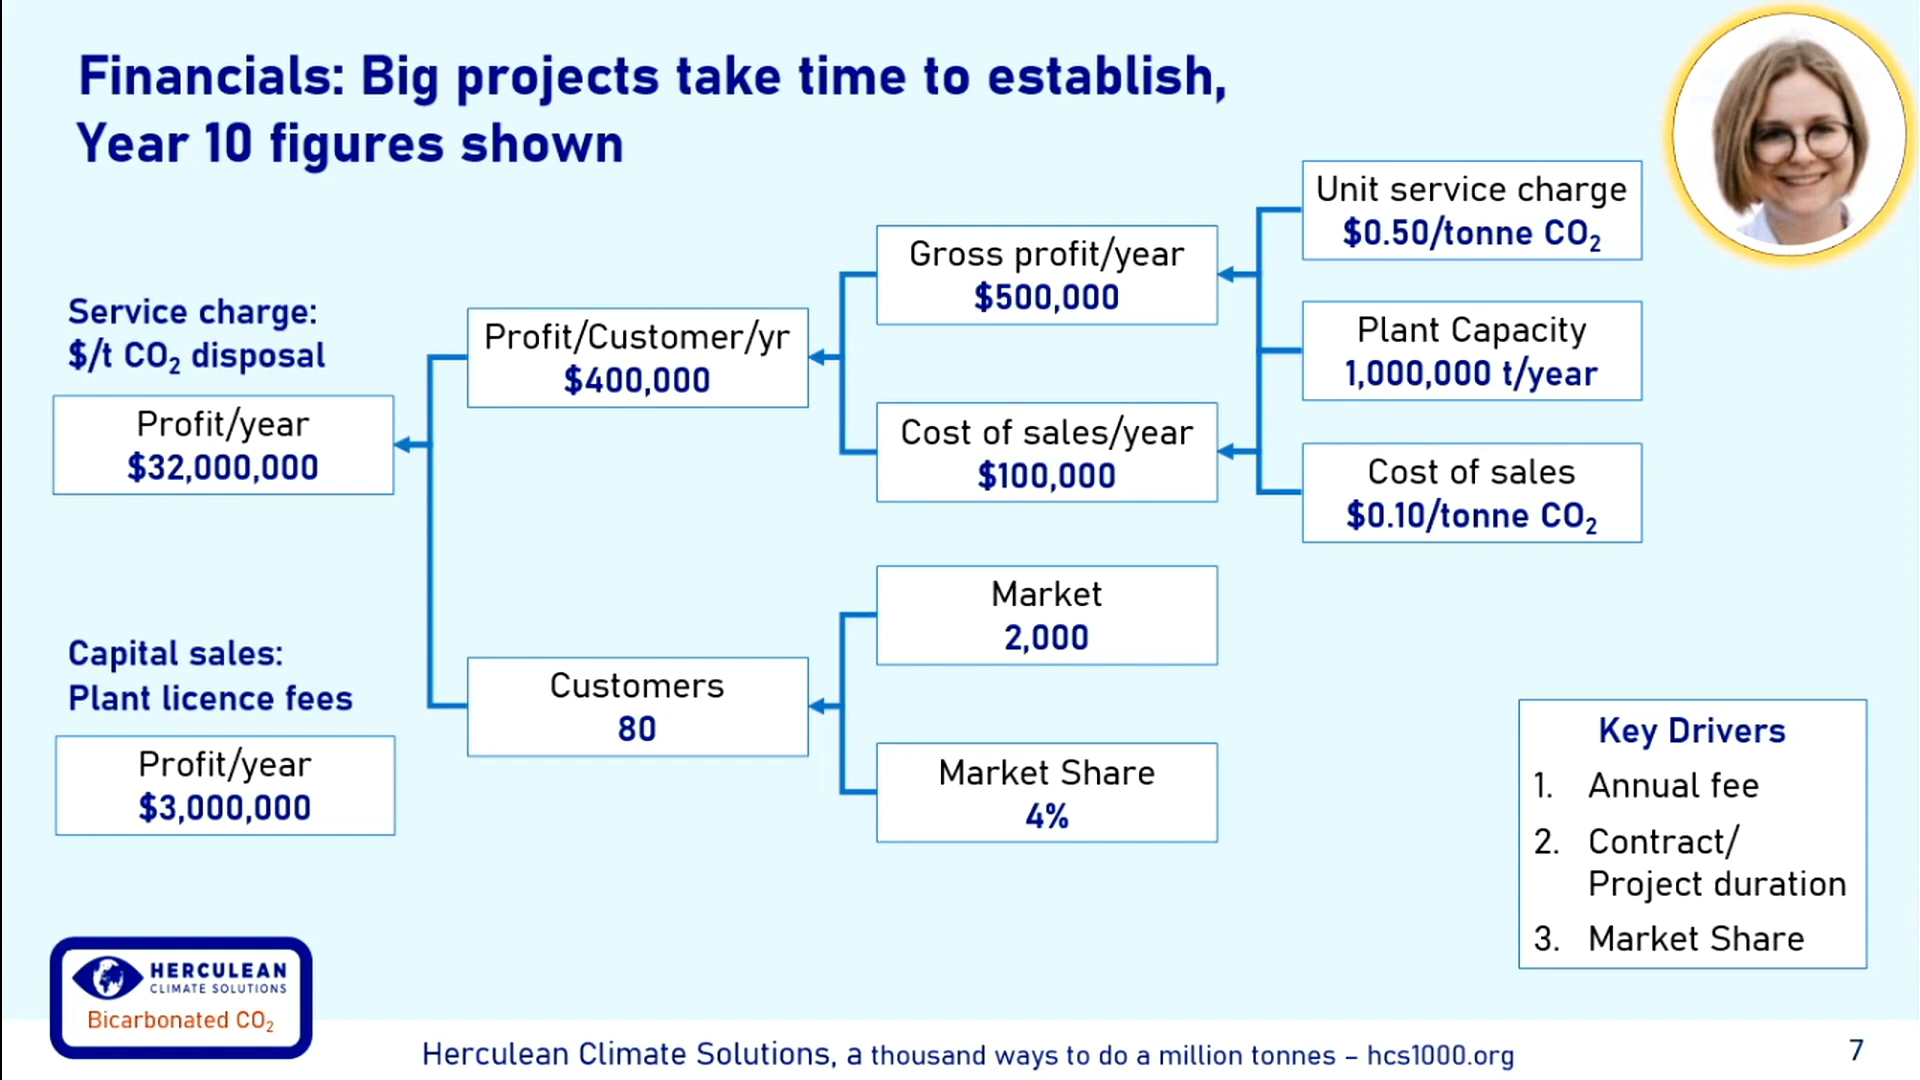 Financials: Big projects take time to establish,
Year 10 figures shown
Service charge:
$/t CO₂ disposal
Profit/year
$32,000,000
Profit/Customer/yr
$400,000
Gross profit/year
$500,000
Cost of sales/year
$100,000
Unit service charge
$0.50/tonne CO₂
Plant Capacity
1,000,000 t/year
Cost of sales
$0.10/tonne CO₂
Capital sales:
Plant licence fees
Profit/year
$3,000,000
Customers
80
Market
2,000
Market Share
4%
Key Drivers
1. Annual fee
2. Contract/
Project duration
3. Market Share
HERCULEAN
CLIMATE SOLUTIONS
Bicarbonated CO₂
Herculean Climate Solutions, a thousand ways to do a million tonnes – hcs1000.org
7